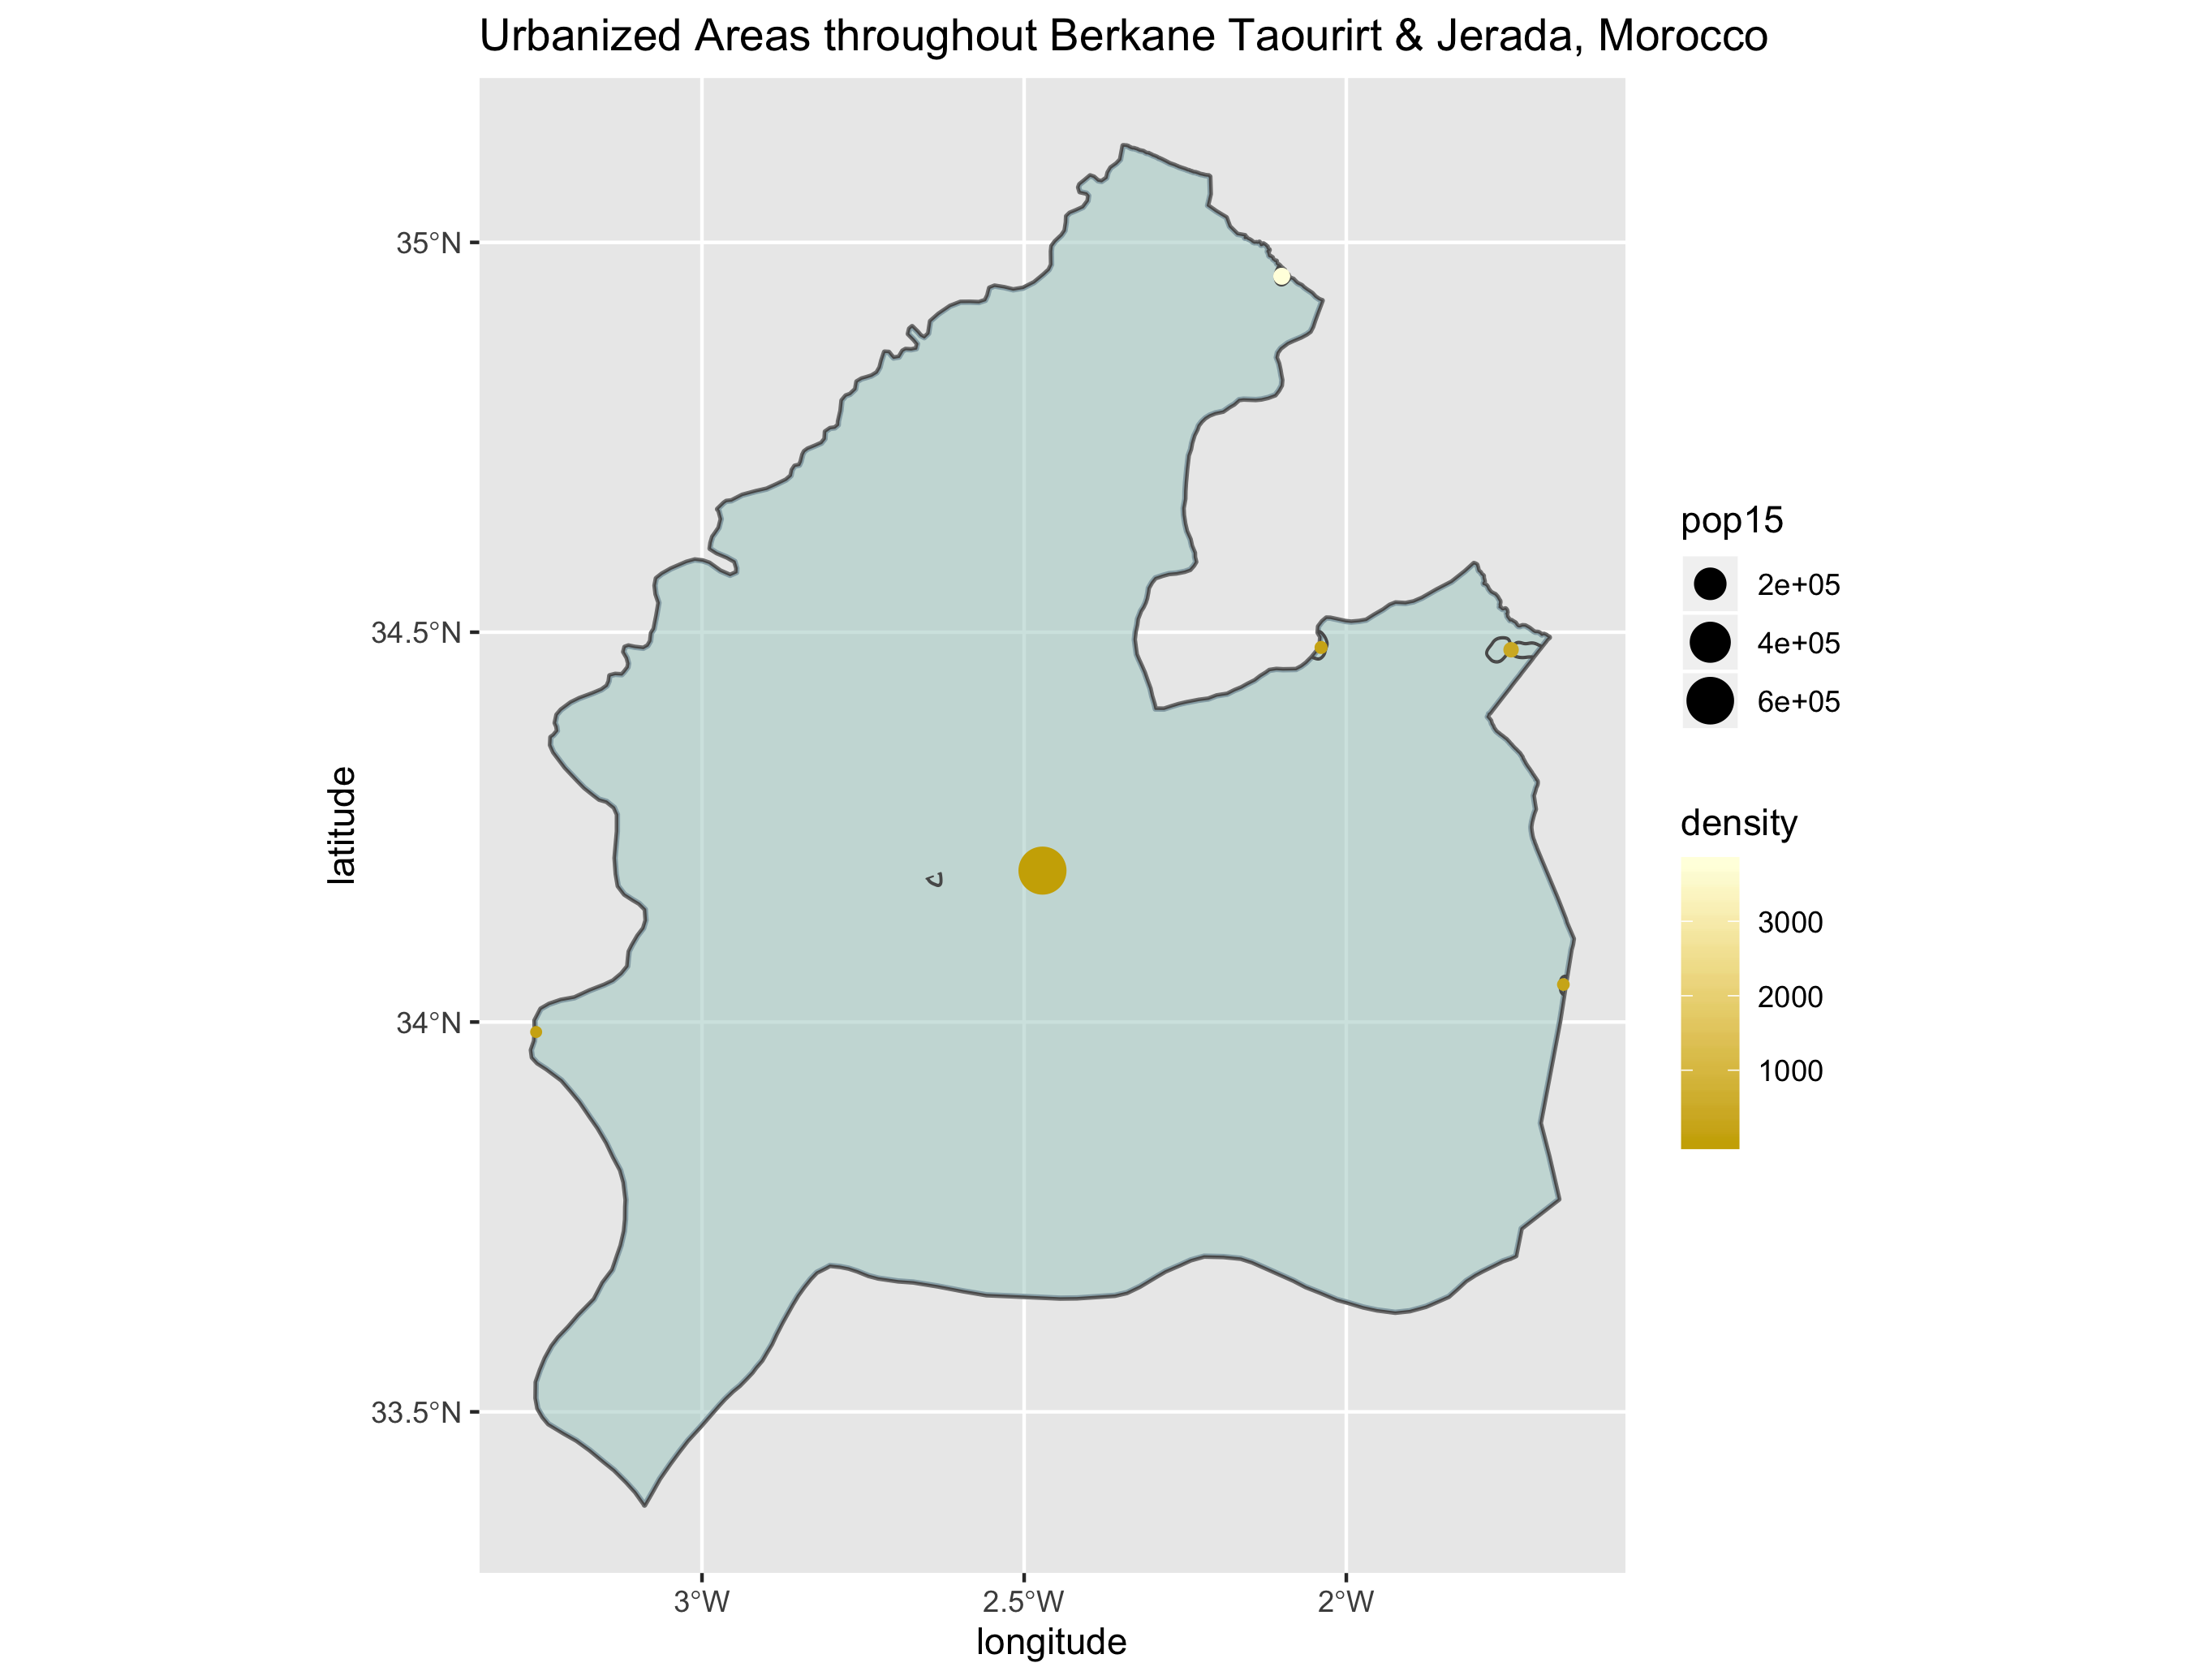 Urbanized Areas throughout Berkane Taourirt & Jerada, Morocco
35°N
34.5°N
34°N
33.5°N
latitude
3°W
2.5°W
2°W
longitude
pop15
2e+05
4e+05
6e+05
density
3000
2000
1000